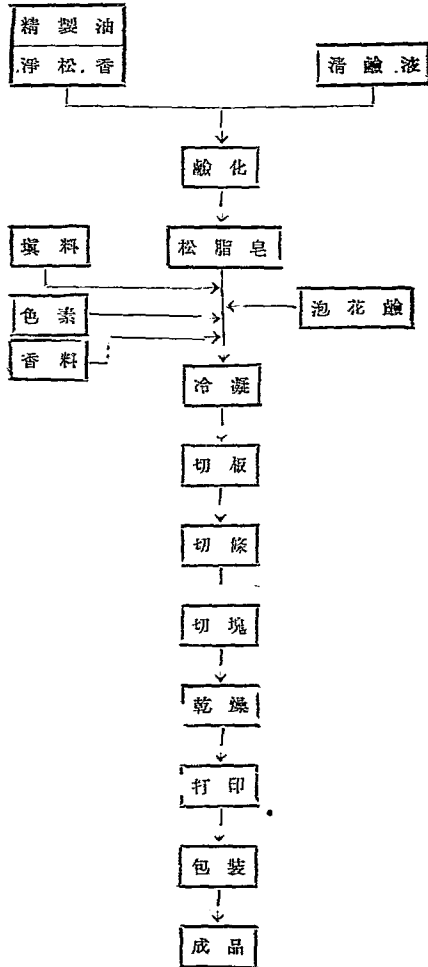 精製油
淨松香
清鹼液
鹼化
填料
松脂皂
色素
泡花鹼
香料
冷凝
切板
切條
切塊
乾燥
打印
包裝
成品